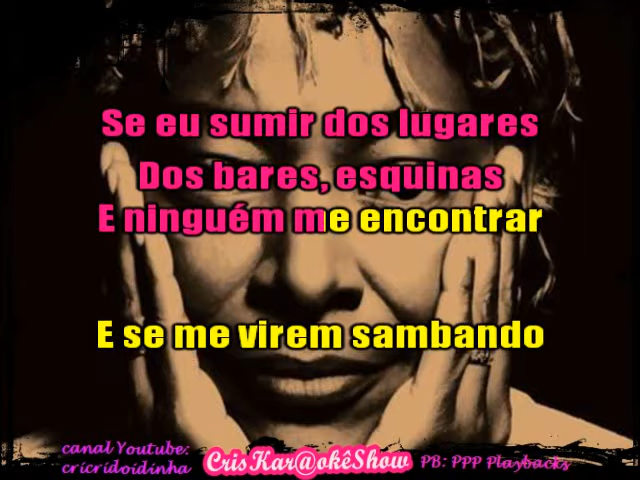 Se eu sumir dos lugares
Dos bares, esquinas
E ninguém me encontrar
E se me virem sambando
canal Youtube:
cricridoidinha
CrisKar@okêShow
PB: PPP Playbacks